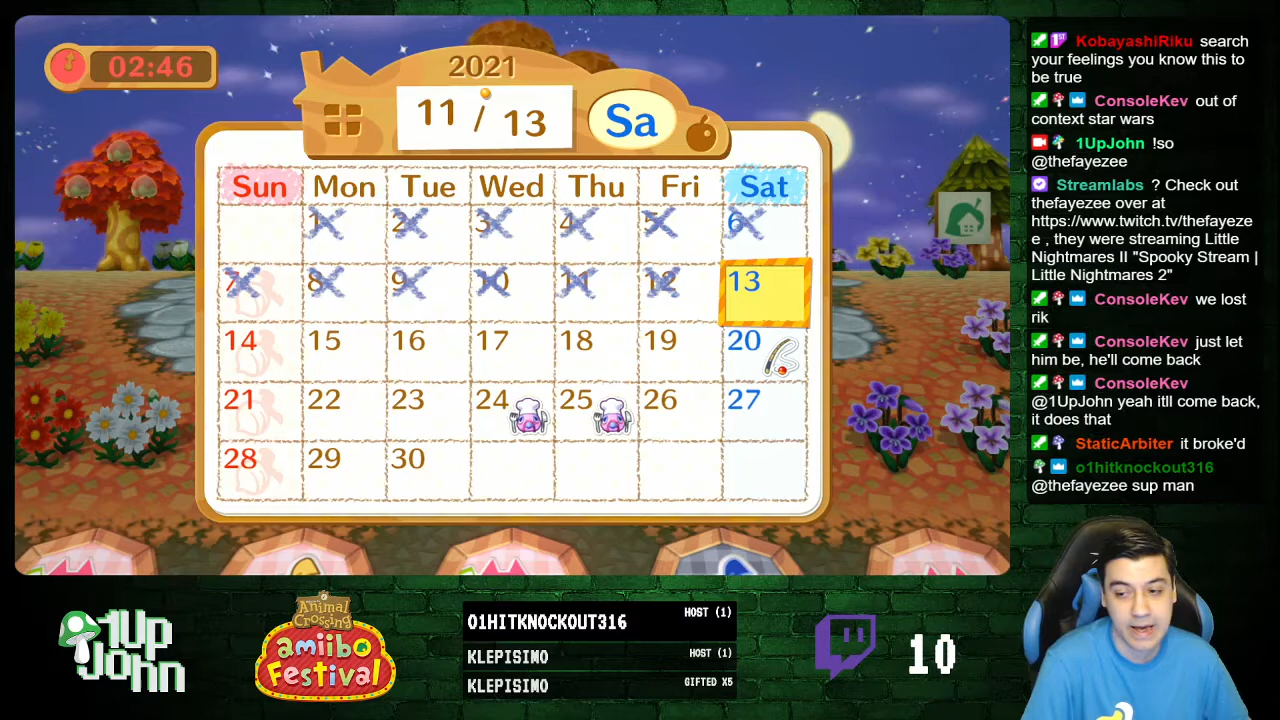 02:46
2021
11 / 13
Sa
Sun Mon Tue Wed Thu Fri Sat
1 2 3 4 5 6
7 8 9 10 11 12 13
14 15 16 17 18 19 20
21 22 23 24 25 26 27
28 29 30
KobayashiRiku search
your feelings you know this to
be true
ConsoleKev out of
context star wars
1UpJohn !so
@thefayezee
Streamlabs ? Check out
thefayezee over at
https://www.twitch.tv/thefayeze
e , they were streaming Little
Nightmares II "Spooky Stream |
Little Nightmares 2"
ConsoleKev we lost
rik
ConsoleKev just let
him be, he'll come back
ConsoleKev
@1UpJohn yeah itll come back,
it does that
StaticArbiter it broke'd
o1hitknockout316
@thefayezee sup man
1Up
John
Animal
Crossing
amiibo
Festival
O1HITKNOCKOUT316 HOST (1)
KLEPISIMO HOST (1)
KLEPISIMO GIFTED X5
10